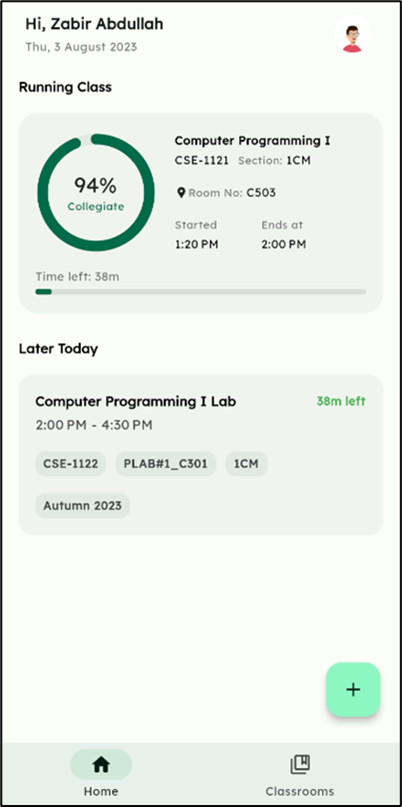 Hi, Zabir Abdullah
Thu, 3 August 2023
Running Class
94%
Collegiate
Computer Programming I
CSE-1121 Section: 1CM
Room No: C503
Started Ends at
1:20 PM 2:00 PM
Time left: 38m
Later Today
Computer Programming I Lab 38m left
2:00 PM - 4:30 PM
CSE-1122 PLAB#1_C301 1CM
Autumn 2023
+
Home Classrooms